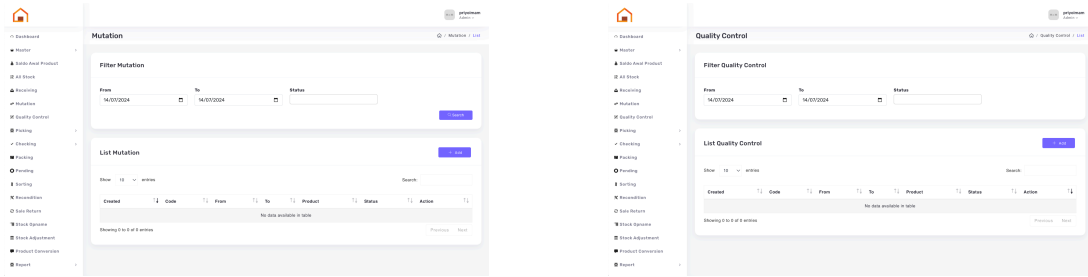 priyoimam
Admin
Mutation
/ Mutation / List
Dashboard
Master
Saldo Awal Product
All Stock
Receiving
Mutation
Quality Control
Picking
Checking
Packing
Pending
Sorting
Recondition
Sale Return
Stock Opname
Stock Adjustment
Product Conversion
Report
Filter Mutation
From To Status
14/07/2024 14/07/2024
Search
List Mutation
+ Add
Show 10 entries Search:
Created Code From To Product Status Action
No data available in table
Showing 0 to 0 of 0 entries
Previous Next
priyoimam
Admin
Quality Control
/ Quality Control / List
Dashboard
Master
Saldo Awal Product
All Stock
Receiving
Mutation
Quality Control
Picking
Checking
Packing
Pending
Sorting
Recondition
Sale Return
Stock Opname
Stock Adjustment
Product Conversion
Report
Filter Quality Control
From To Status
14/07/2024 14/07/2024
List Quality Control
+ Add
Show 10 entries Search:
Created Code From To Product Status Action
No data available in table
Showing 0 to 0 of 0 entries
Previous Next